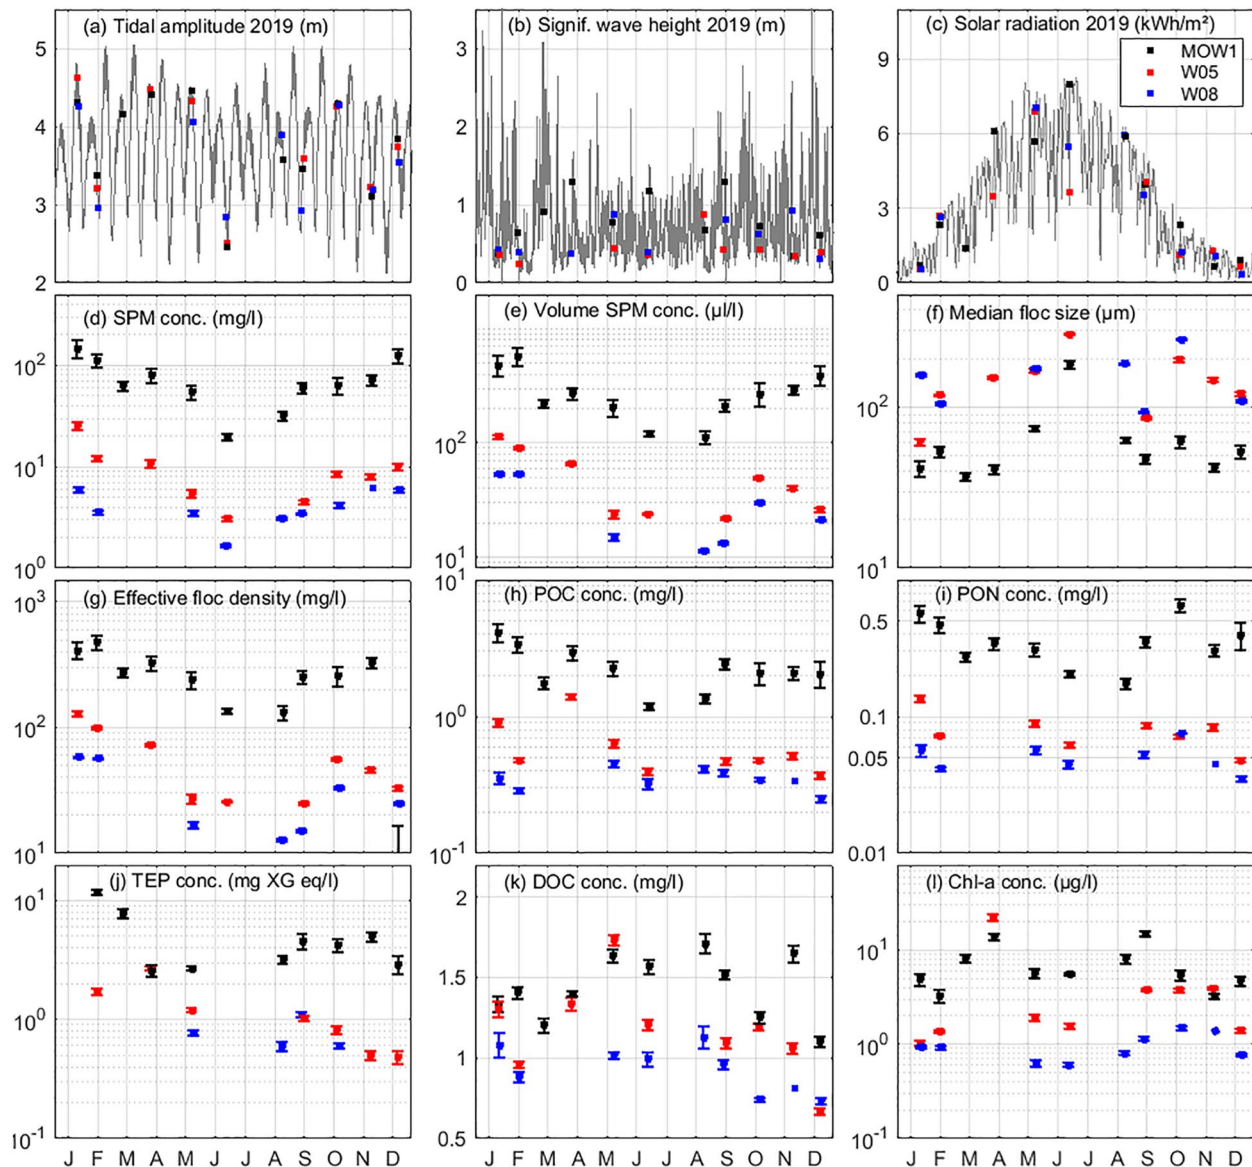 (a) Tidal amplitude 2019 (m)
5
4
3
2
(b) Signif. wave height 2019 (m)
3
2
1
0
(c) Solar radiation 2019 (kWh/m²)
MOW1
W05
W08
9
6
3
0
(d) SPM conc. (mg/l)
10²
10¹
10⁰
(e) Volume SPM conc. (µl/l)
10²
10¹
(f) Median floc size (µm)
10²
10¹
(g) Effective floc density (mg/l)
10³
10²
10¹
(h) POC conc. (mg/l)
10¹
10⁰
10⁻¹
(i) PON conc. (mg/l)
0.5
0.1
0.05
0.01
(j) TEP conc. (mg XG eq/l)
10¹
10⁰
10⁻¹
J F M A M J J A S O N D
(k) DOC conc. (mg/l)
2
1.5
1
0.5
J F M A M J J A S O N D
(l) Chl-a conc. (µg/l)
10¹
10⁰
10⁻¹
J F M A M J J A S O N D